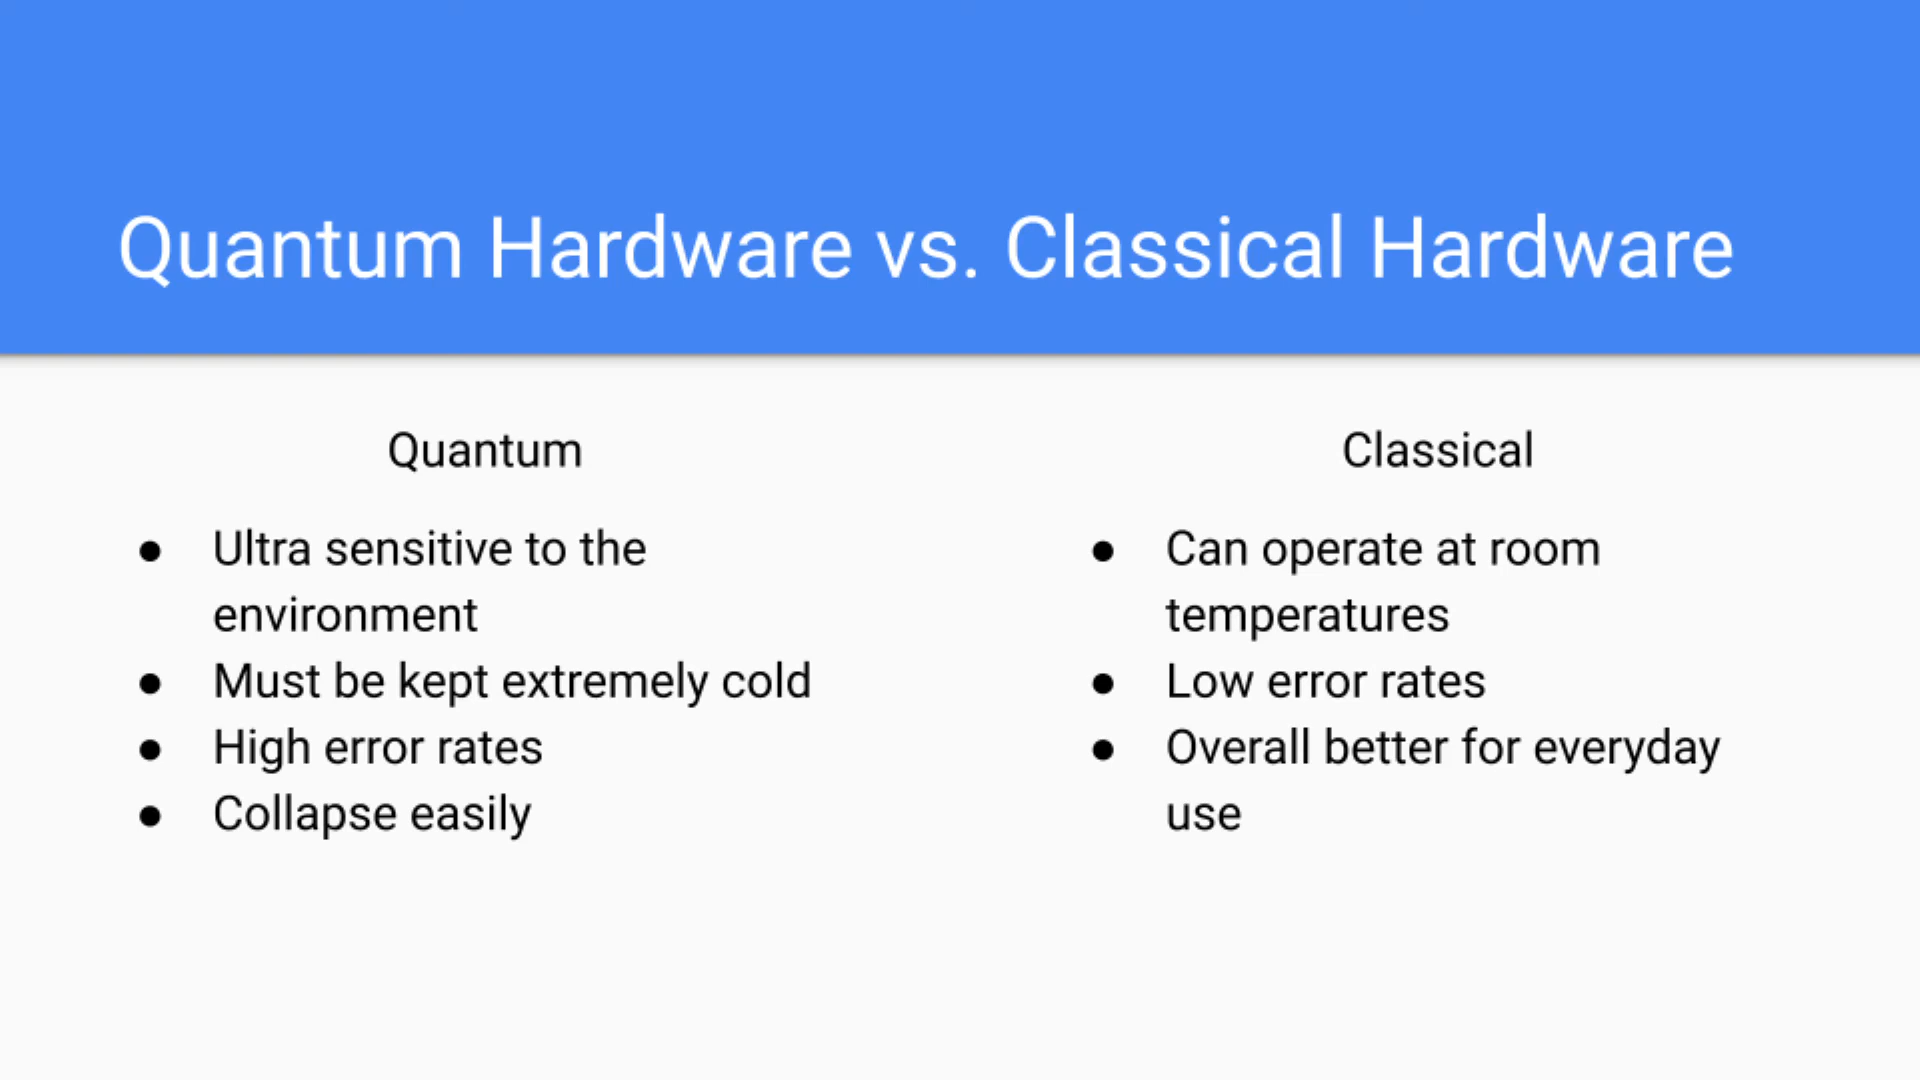 Quantum Hardware vs. Classical Hardware
Quantum
● Ultra sensitive to the
environment
● Must be kept extremely cold
● High error rates
● Collapse easily
Classical
● Can operate at room
temperatures
● Low error rates
● Overall better for everyday
use